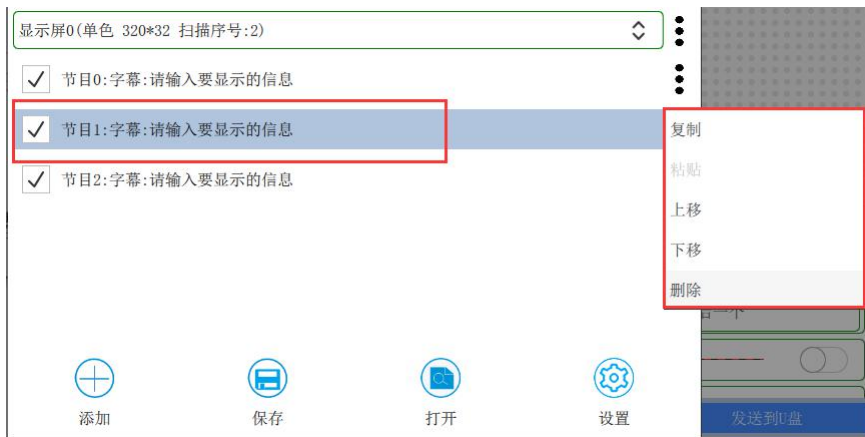 显示屏0(单色 320*32 扫描序号:2)
节目0:字幕:请输入要显示的信息
节目1:字幕:请输入要显示的信息
节目2:字幕:请输入要显示的信息
复制
粘贴
上移
下移
删除
一个
添加
保存
打开
设置
发送到U盘